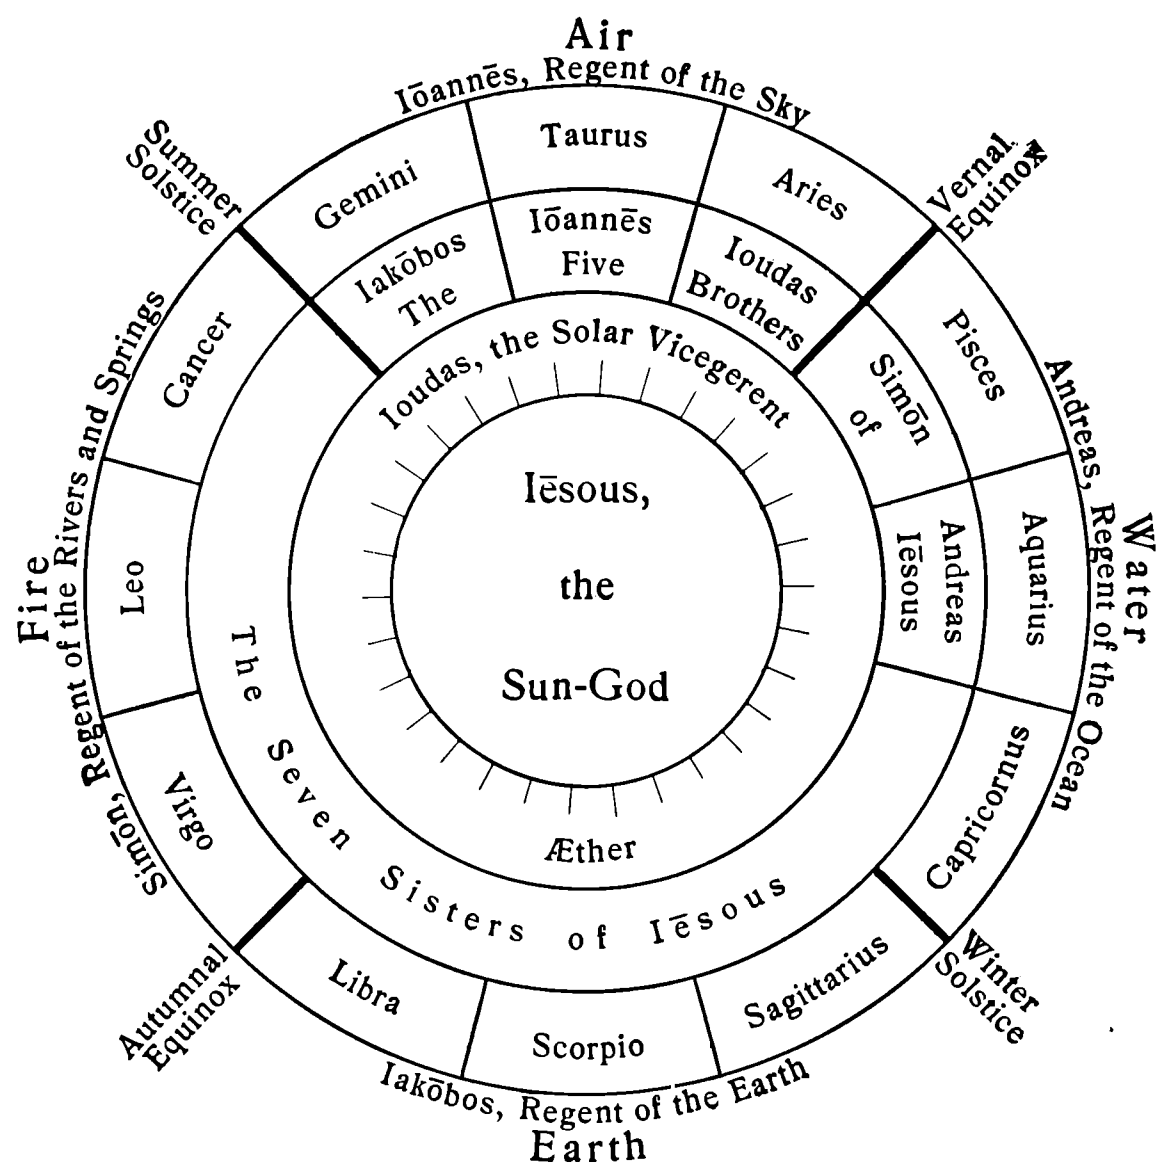 Air
Iōannēs, Regent of the Sky
Summer
Solstice
Vernal
Equinox
Gemini
Taurus
Aries
Iakōbos
The
Iōannēs
Five
Ioudas
Brothers
Simōn
of
Andreas
Iēsous
Pisces
Aquarius
Capricornus
Sagittarius
Scorpio
Libra
Virgo
Leo
Cancer
Ioudas, the Solar Vicegerent
Iēsous,
the
Sun-God
Æther
The Seven Sisters of Iēsous
Fire
Simōn, Regent of the Rivers and Springs
Water
Andreas, Regent of the Ocean
Autumnal
Equinox
Winter
Solstice
Iakōbos, Regent of the Earth
Earth